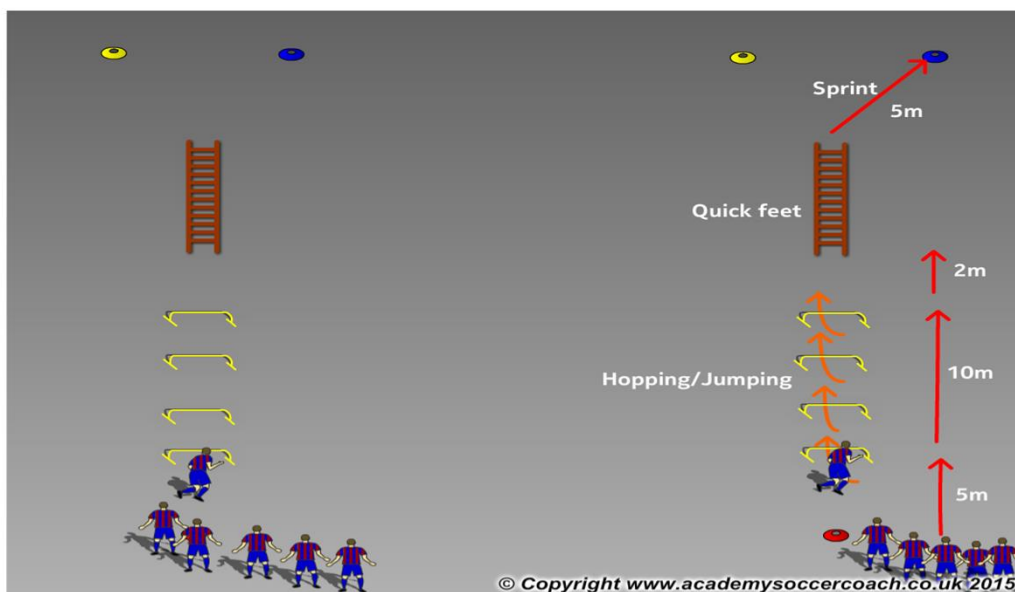 Sprint
5m
Quick feet
2m
Hopping/Jumping
10m
5m
© Copyright www.academysoccercoach.co.uk 2015